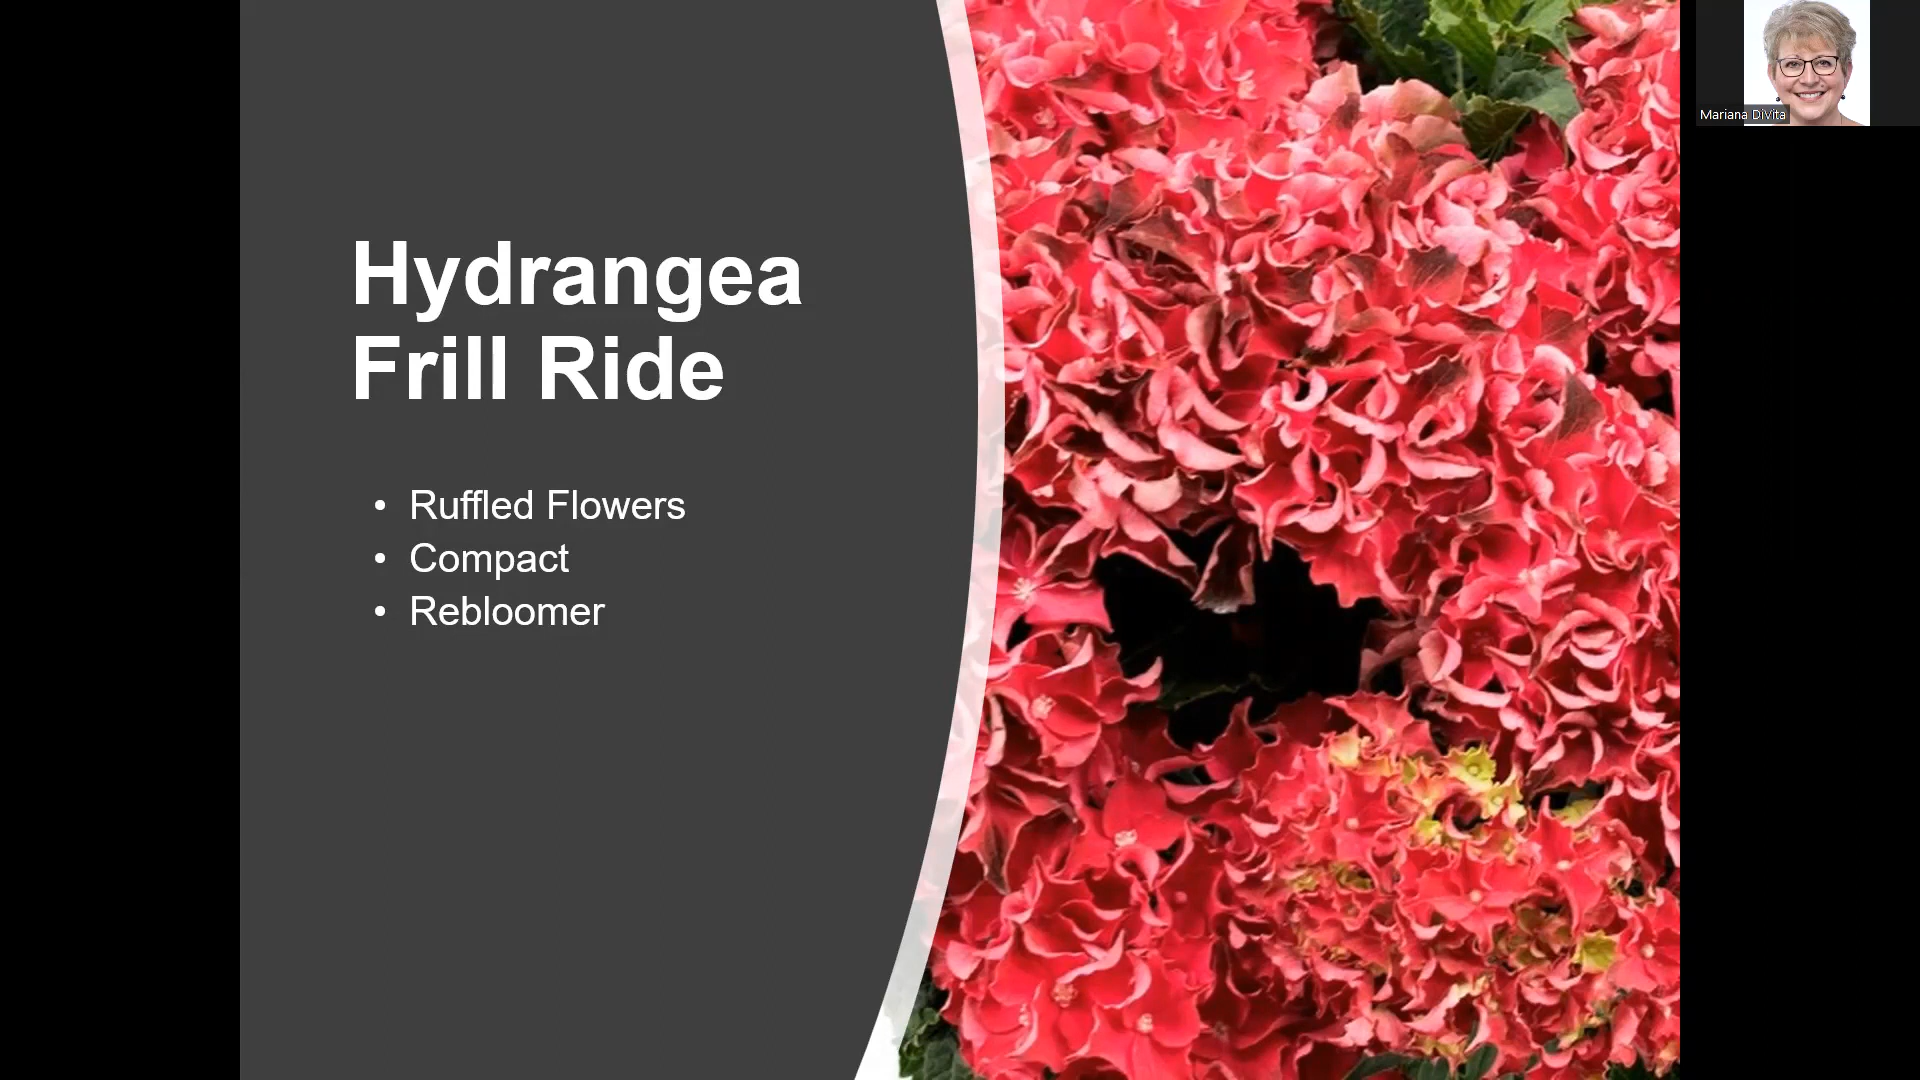 Hydrangea
Frill Ride
• Ruffled Flowers
• Compact
• Rebloomer
Mariana DiVita